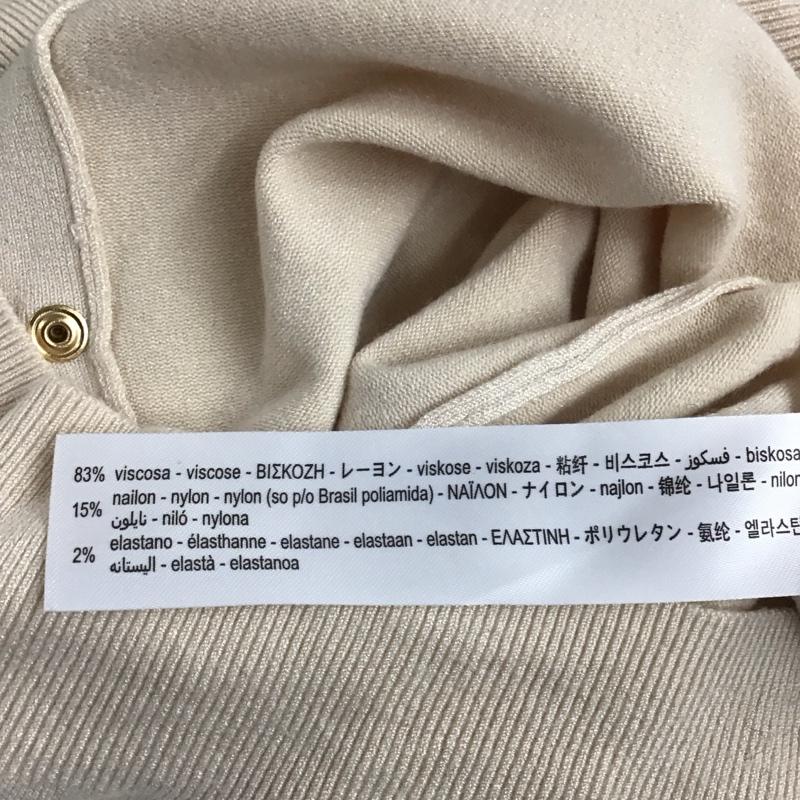 83% viscosa - viscose - ΒΙΣΚΟΖΗ - レーヨン - viskose - viskoza - 粘纤 - 비스코스 - فسكوز - biskosa
15% nailon - nylon - nylon (so p/o Brasil poliamida) - ΝΑΪΛΟΝ - ナイロン - najlon - 锦纶 - 나일론 - nilon
نايلون - niló - nylona
2% elastano - élasthanne - elastane - elastaan - elastan - ΕΛΑΣΤΙΝΗ - ポリウレタン - 氨纶 - 엘라스탄
اليستانه - elastà - elastanoa